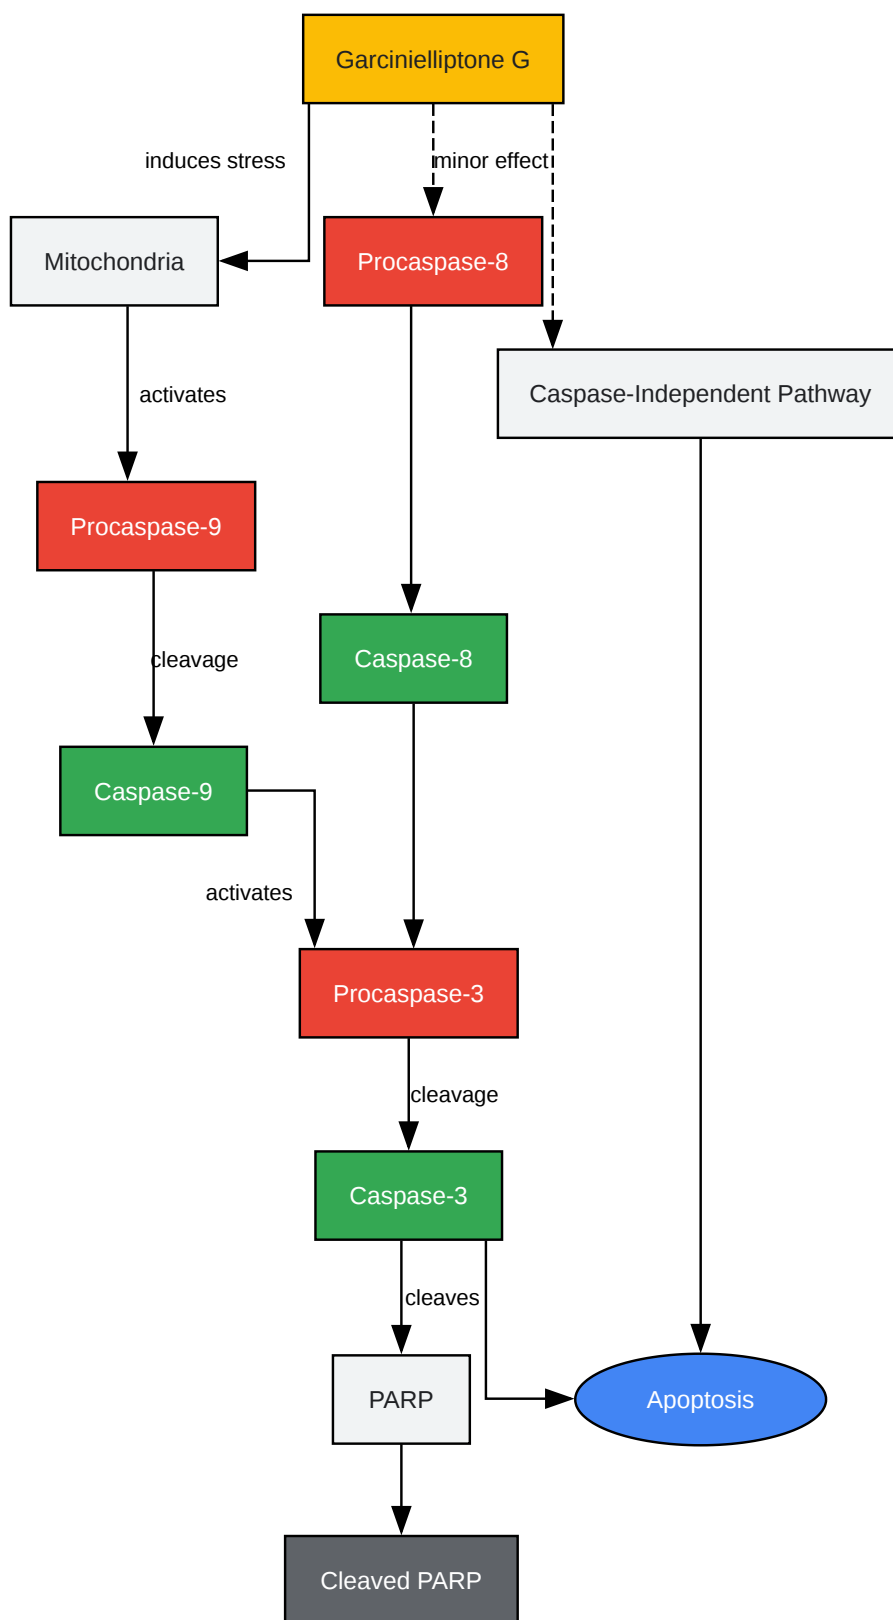 Garcinielliptone G
induces stress
minor effect
Mitochondria
Procaspase-8
activates
Caspase-Independent Pathway
Procaspase-9
cleavage
Caspase-8
Caspase-9
activates
Procaspase-3
cleavage
Caspase-3
cleaves
PARP
Apoptosis
Cleaved PARP